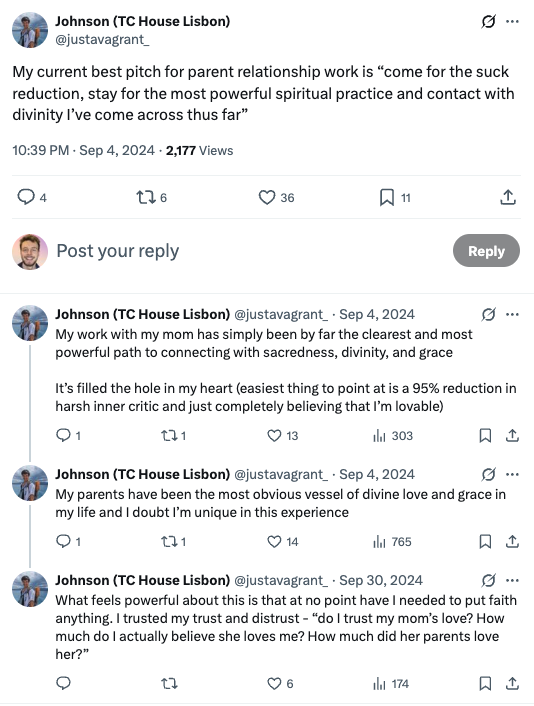 Johnson (TC House Lisbon)
@justavagrant_
My current best pitch for parent relationship work is “come for the suck
reduction, stay for the most powerful spiritual practice and contact with
divinity I’ve come across thus far”
10:39 PM · Sep 4, 2024 · 2,177 Views
4 6 36 11
Post your reply Reply
Johnson (TC House Lisbon) @justavagrant_ · Sep 4, 2024
My work with my mom has simply been by far the clearest and most
powerful path to connecting with sacredness, divinity, and grace
It’s filled the hole in my heart (easiest thing to point at is a 95% reduction in
harsh inner critic and just completely believing that I’m lovable)
1 1 13 303
Johnson (TC House Lisbon) @justavagrant_ · Sep 4, 2024
My parents have been the most obvious vessel of divine love and grace in
my life and I doubt I’m unique in this experience
1 1 14 765
Johnson (TC House Lisbon) @justavagrant_ · Sep 30, 2024
What feels powerful about this is that at no point have I needed to put faith
anything. I trusted my trust and distrust - “do I trust my mom’s love? How
much do I actually believe she loves me? How much did her parents love
her?”
6 174